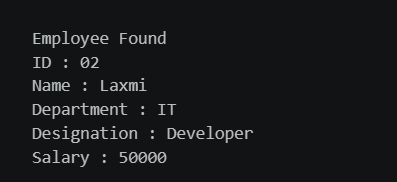 Employee Found
ID : 02
Name : Laxmi
Department : IT
Designation : Developer
Salary : 50000